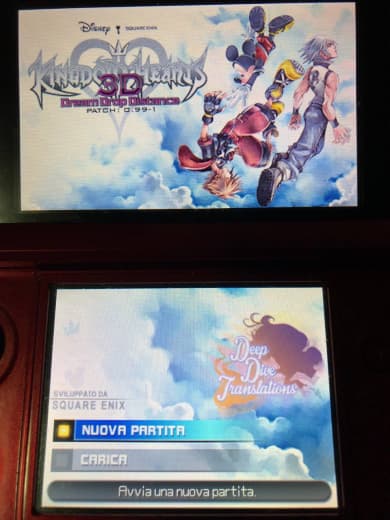 Disney
SQUARE ENIX
KINGDOM HEARTS
3D
Dream Drop Distance
PATCH: 0.99-1
Deep
Dive
Translations
SVILUPPATO DA
SQUARE ENIX
NUOVA PARTITA
CARICA
Avvia una nuova partita.